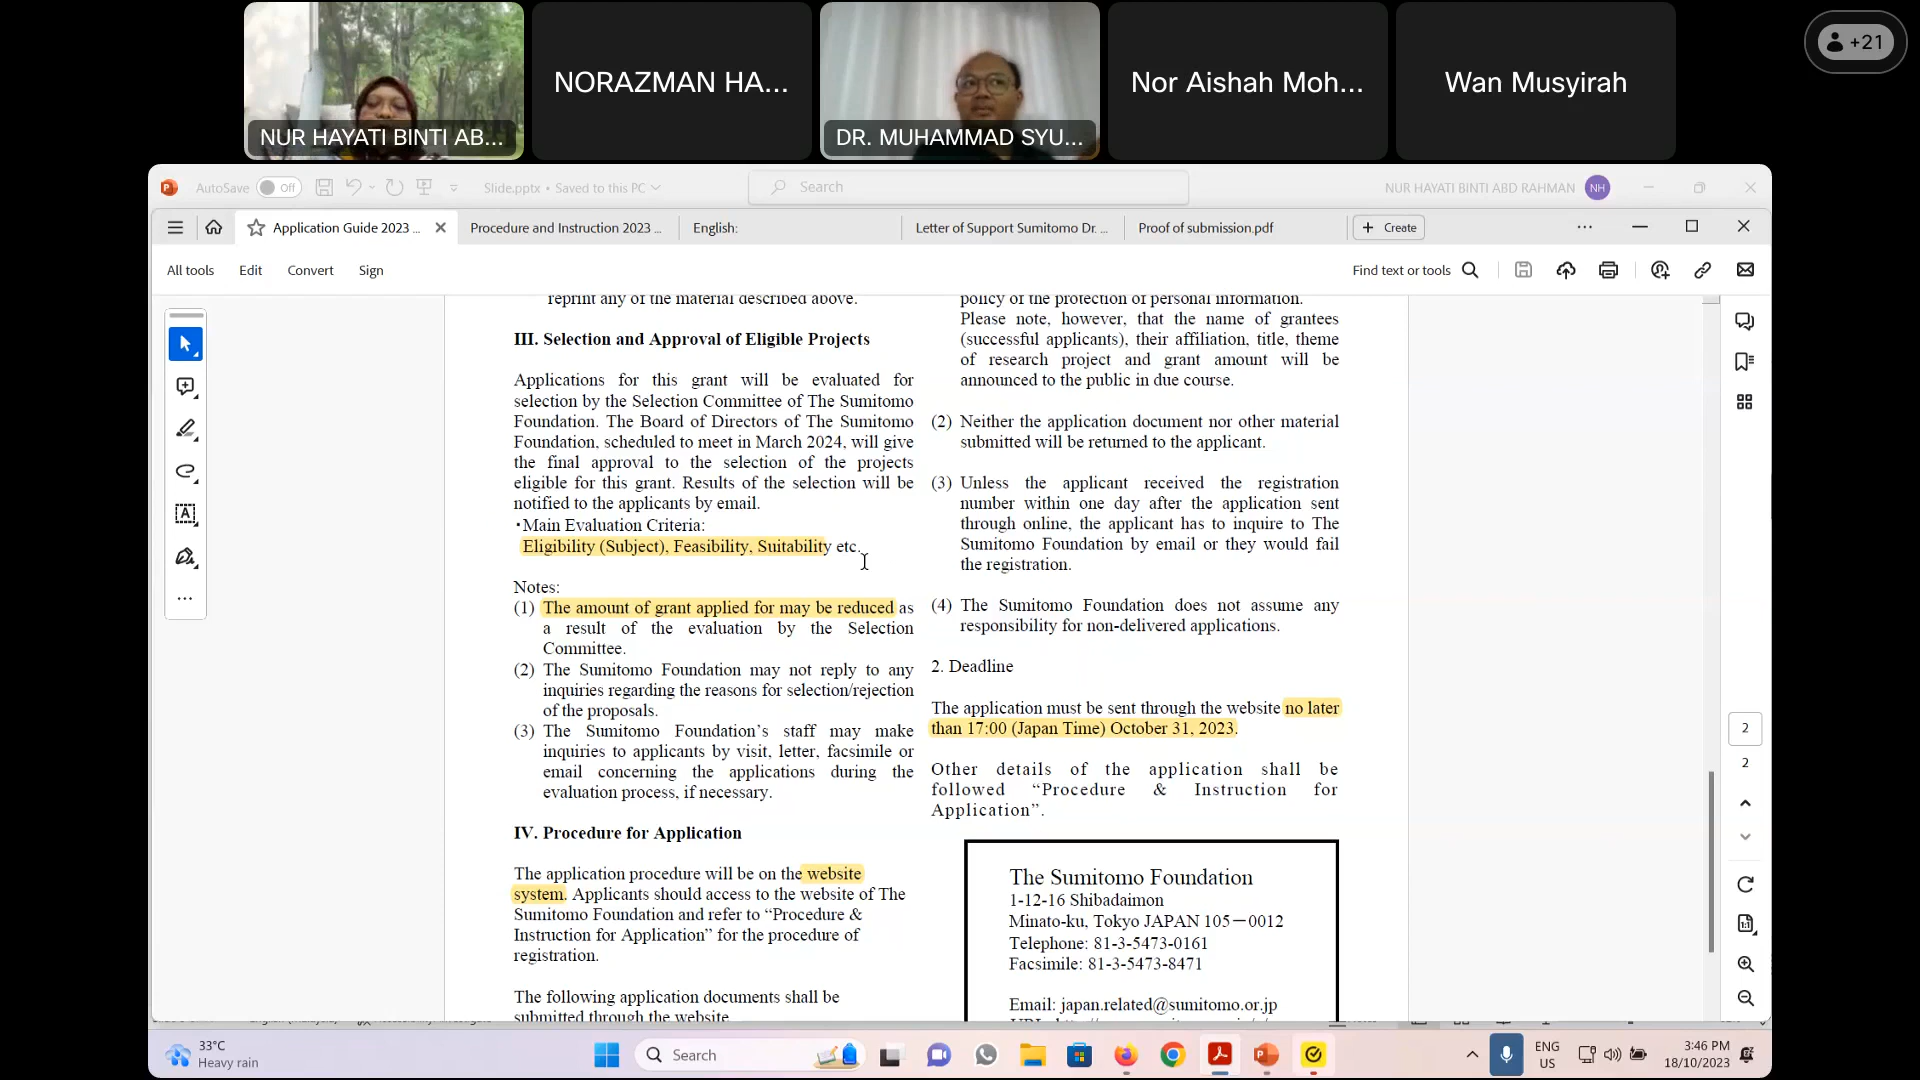 NUR HAYATI BINTI AB...
NORAZMAN HA...
DR. MUHAMMAD SYU...
Nor Aishah Moh...
Wan Musyirah
+21
AutoSave
Off
Slide.pptx • Saved to this PC
Search
NUR HAYATI BINTI ABD RAHMAN
NH
Application Guide 2023 ...
Procedure and Instruction 2023 ...
English:
Letter of Support Sumitomo Dr. ...
Proof of submission.pdf
Create
All tools
Edit
Convert
Sign
Find text or tools
reprint any of the material described above.
III. Selection and Approval of Eligible Projects
Applications for this grant will be evaluated for
selection by the Selection Committee of The Sumitomo
Foundation. The Board of Directors of The Sumitomo
Foundation, scheduled to meet in March 2024, will give
the final approval to the selection of the projects
eligible for this grant. Results of the selection will be
notified to the applicants by email.
・Main Evaluation Criteria:
Eligibility (Subject), Feasibility, Suitability etc.
Notes:
(1) The amount of grant applied for may be reduced as
a result of the evaluation by the Selection
Committee.
(2) The Sumitomo Foundation may not reply to any
inquiries regarding the reasons for selection/rejection
of the proposals.
(3) The Sumitomo Foundation's staff may make
inquiries to applicants by visit, letter, facsimile or
email concerning the applications during the
evaluation process, if necessary.
IV. Procedure for Application
The application procedure will be on the website
system. Applicants should access to the website of The
Sumitomo Foundation and refer to “Procedure &
Instruction for Application” for the procedure of
registration.
The following application documents shall be
submitted through the website
policy of the protection of personal information.
Please note, however, that the name of grantees
(successful applicants), their affiliation, title, theme
of research project and grant amount will be
announced to the public in due course.
(2) Neither the application document nor other material
submitted will be returned to the applicant.
(3) Unless the applicant received the registration
number within one day after the application sent
through online, the applicant has to inquire to The
Sumitomo Foundation by email or they would fail
the registration.
(4) The Sumitomo Foundation does not assume any
responsibility for non-delivered applications.
2. Deadline
The application must be sent through the website no later
than 17:00 (Japan Time) October 31, 2023.
Other details of the application shall be
followed “Procedure & Instruction for
Application”.
The Sumitomo Foundation
1-12-16 Shibadaimon
Minato-ku, Tokyo JAPAN 105－0012
Telephone: 81-3-5473-0161
Facsimile: 81-3-5473-8471
Email: japan.related@sumitomo.or.jp
2
2
33°C
Heavy rain
Search
ENG
US
3:46 PM
18/10/2023